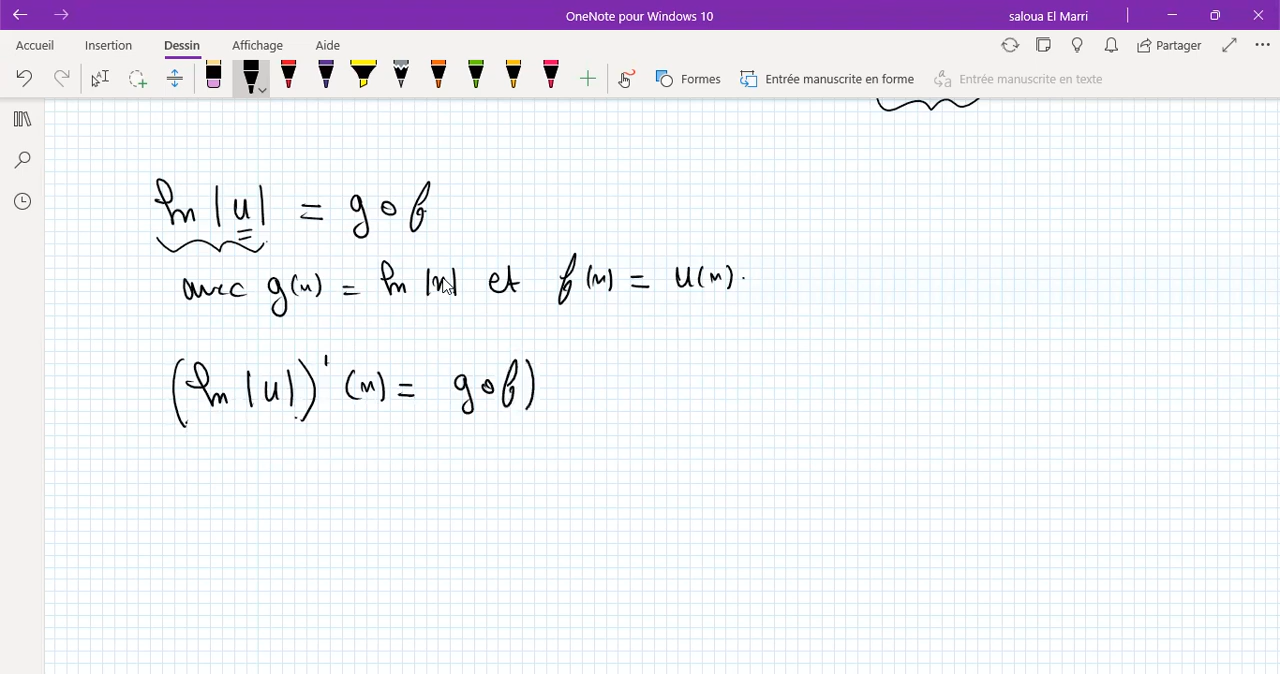 OneNote pour Windows 10
saloua El Marri
Accueil Insertion Dessin Affichage Aide
Partager
Formes Entrée manuscrite en forme Entrée manuscrite en texte
ln |u| = g o f
avec g(x) = ln |x| et f(x) = u(x).
(ln |u|)' (x) = g o f)